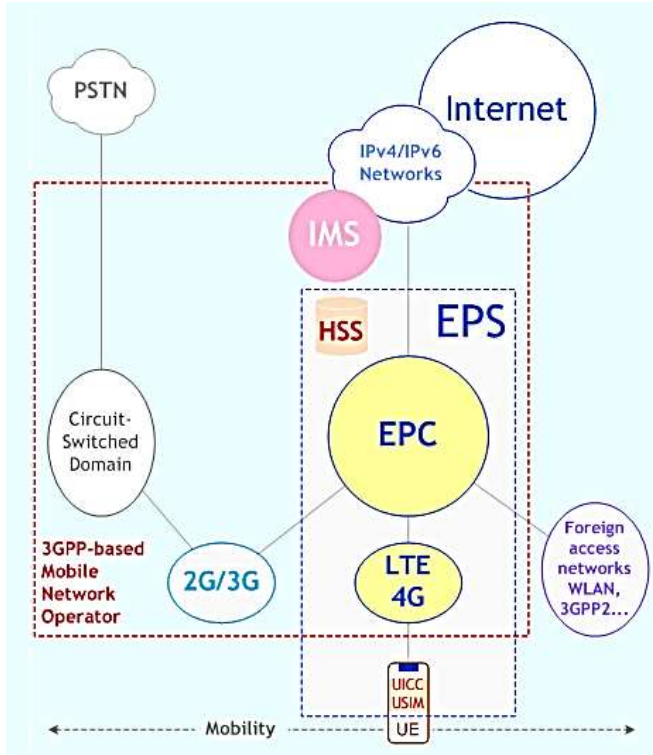 PSTN
Internet
IPv4/IPv6
Networks
IMS
HSS
EPS
Circuit-
Switched
Domain
EPC
3GPP-based
Mobile
Network
Operator
2G/3G
LTE
4G
Foreign
access
networks
WLAN,
3GPP2...
UICC
USIM
UE
Mobility